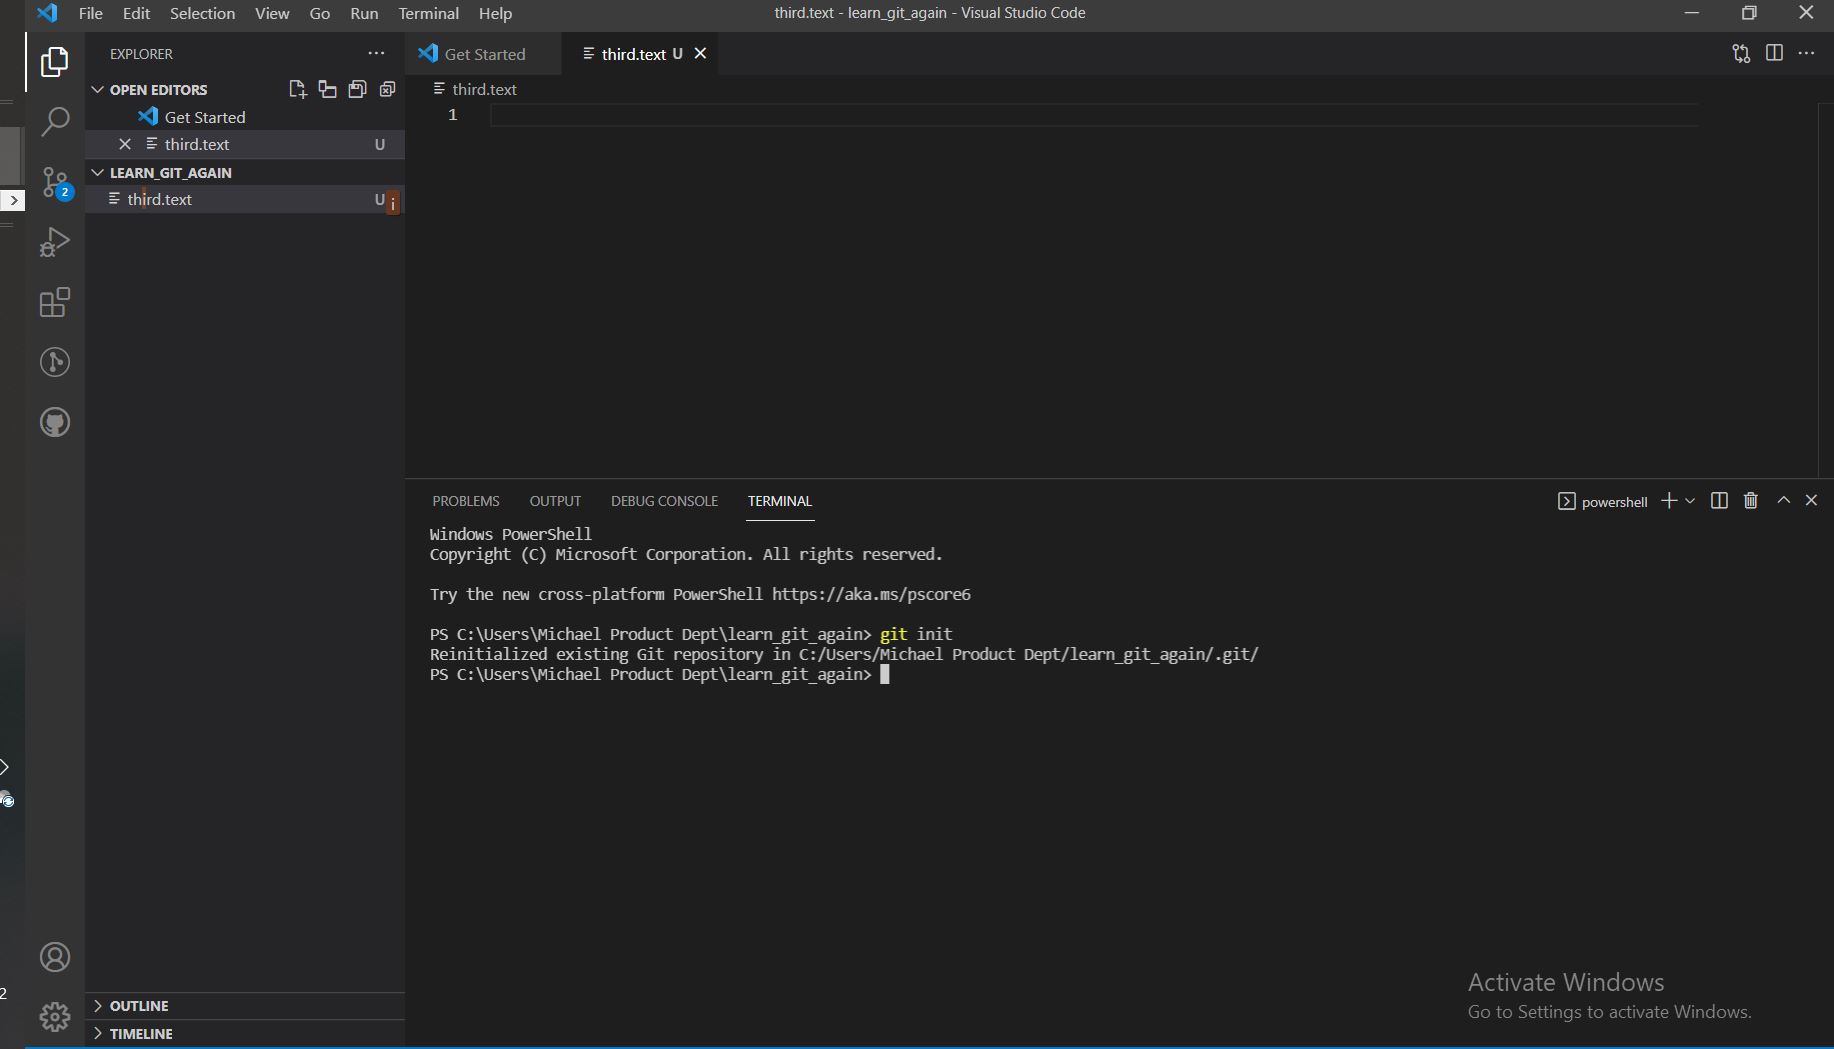 File Edit Selection View Go Run Terminal Help
third.text - learn_git_again - Visual Studio Code
EXPLORER
OPEN EDITORS
Get Started
third.text U
LEARN_GIT_AGAIN
third.text U
i
2
Get Started
third.text U
third.text
1
PROBLEMS OUTPUT DEBUG CONSOLE TERMINAL
powershell
Windows PowerShell
Copyright (C) Microsoft Corporation. All rights reserved.
Try the new cross-platform PowerShell https://aka.ms/pscore6
PS C:\Users\Michael Product Dept\learn_git_again> git init
Reinitialized existing Git repository in C:/Users/Michael Product Dept/learn_git_again/.git/
PS C:\Users\Michael Product Dept\learn_git_again>
2
OUTLINE
TIMELINE
Activate Windows
Go to Settings to activate Windows.